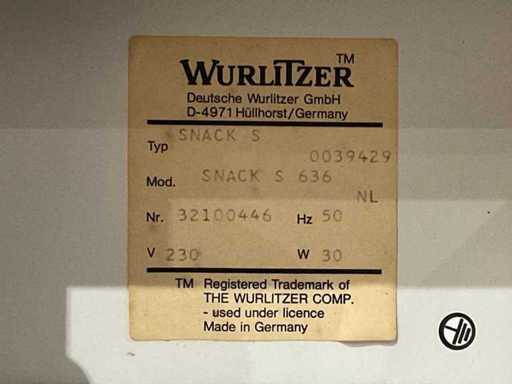 WURLITZER™
Deutsche Wurlitzer GmbH
D-4971 Hüllhorst/Germany
Typ SNACK S
0039429
Mod. SNACK S 636
NL
Nr. 32100446 Hz 50
V 230 W 30
TM Registered Trademark of
THE WURLITZER COMP.
- used under licence
Made in Germany